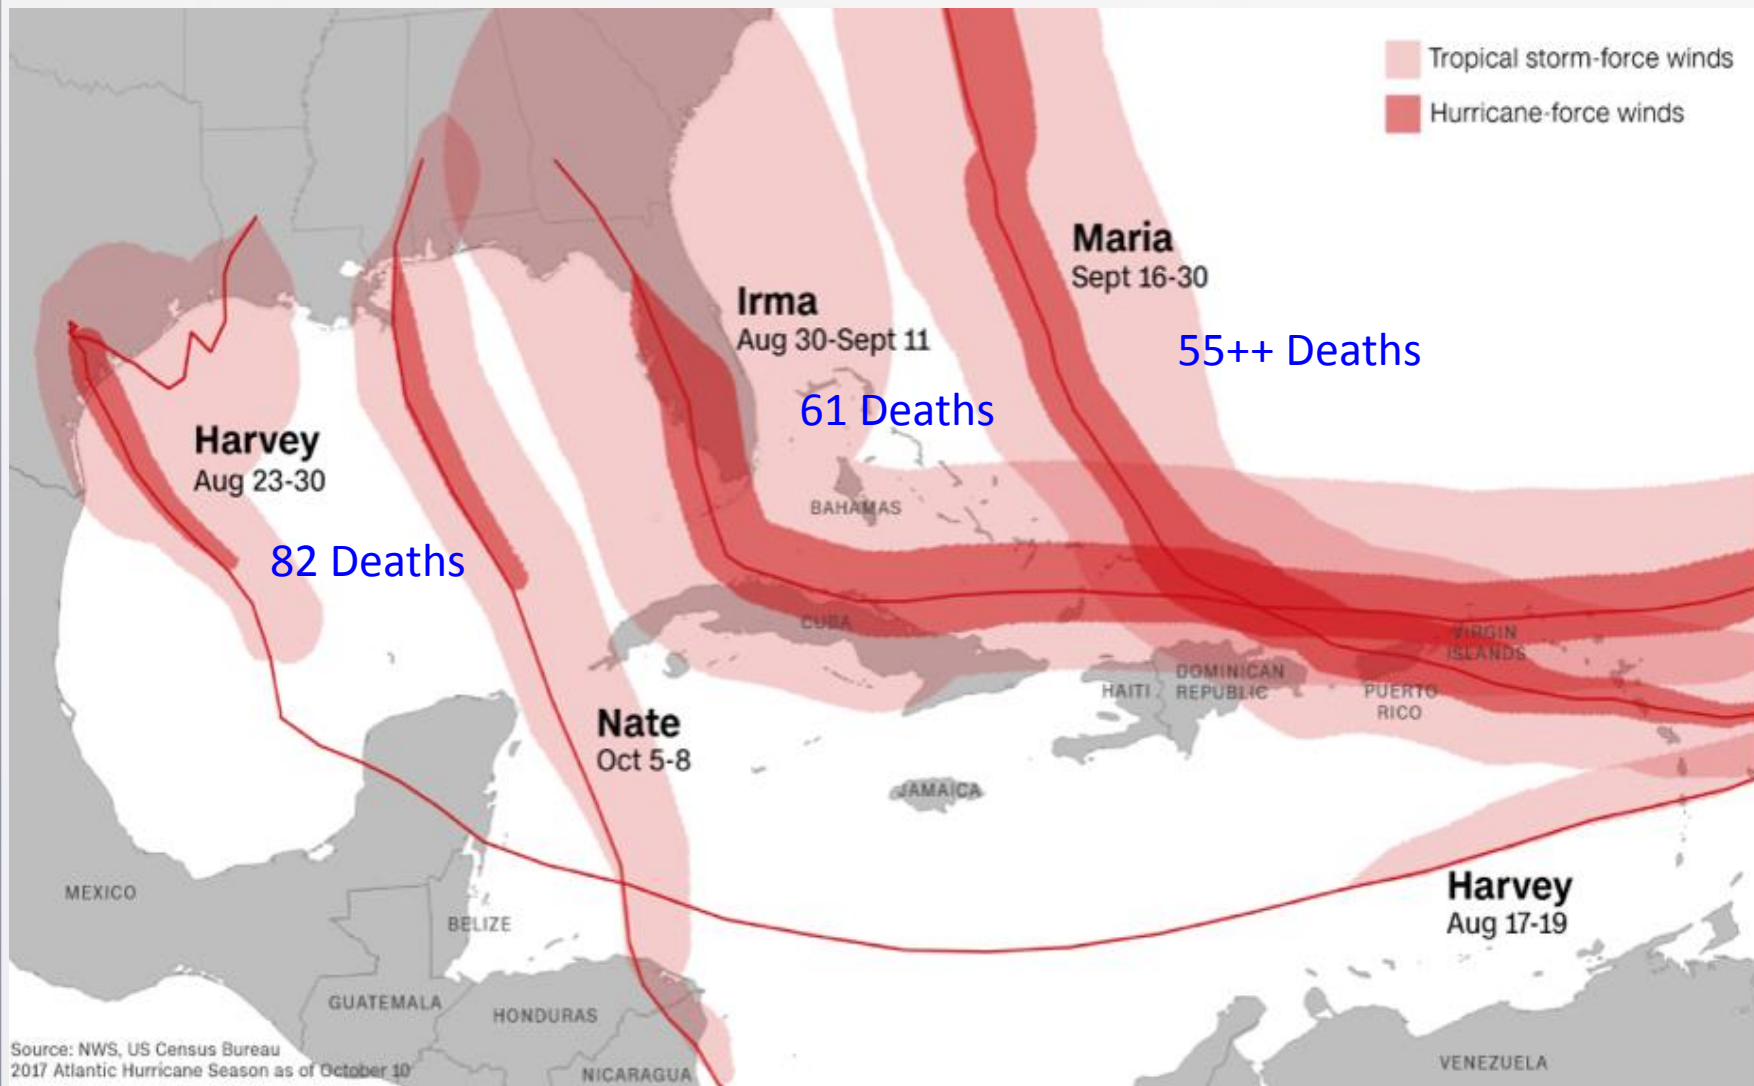 Tropical storm-force winds
Hurricane-force winds
Maria
Sept 16-30
55++ Deaths
Irma
Aug 30-Sept 11
61 Deaths
Harvey
Aug 23-30
82 Deaths
BAHAMAS
CUBA
VIRGIN
ISLANDS
DOMINICAN
REPUBLIC
HAITI
PUERTO
RICO
Nate
Oct 5-8
JAMAICA
Harvey
Aug 17-19
MEXICO
BELIZE
GUATEMALA
HONDURAS
NICARAGUA
VENEZUELA
Source: NWS, US Census Bureau
2017 Atlantic Hurricane Season as of October 10